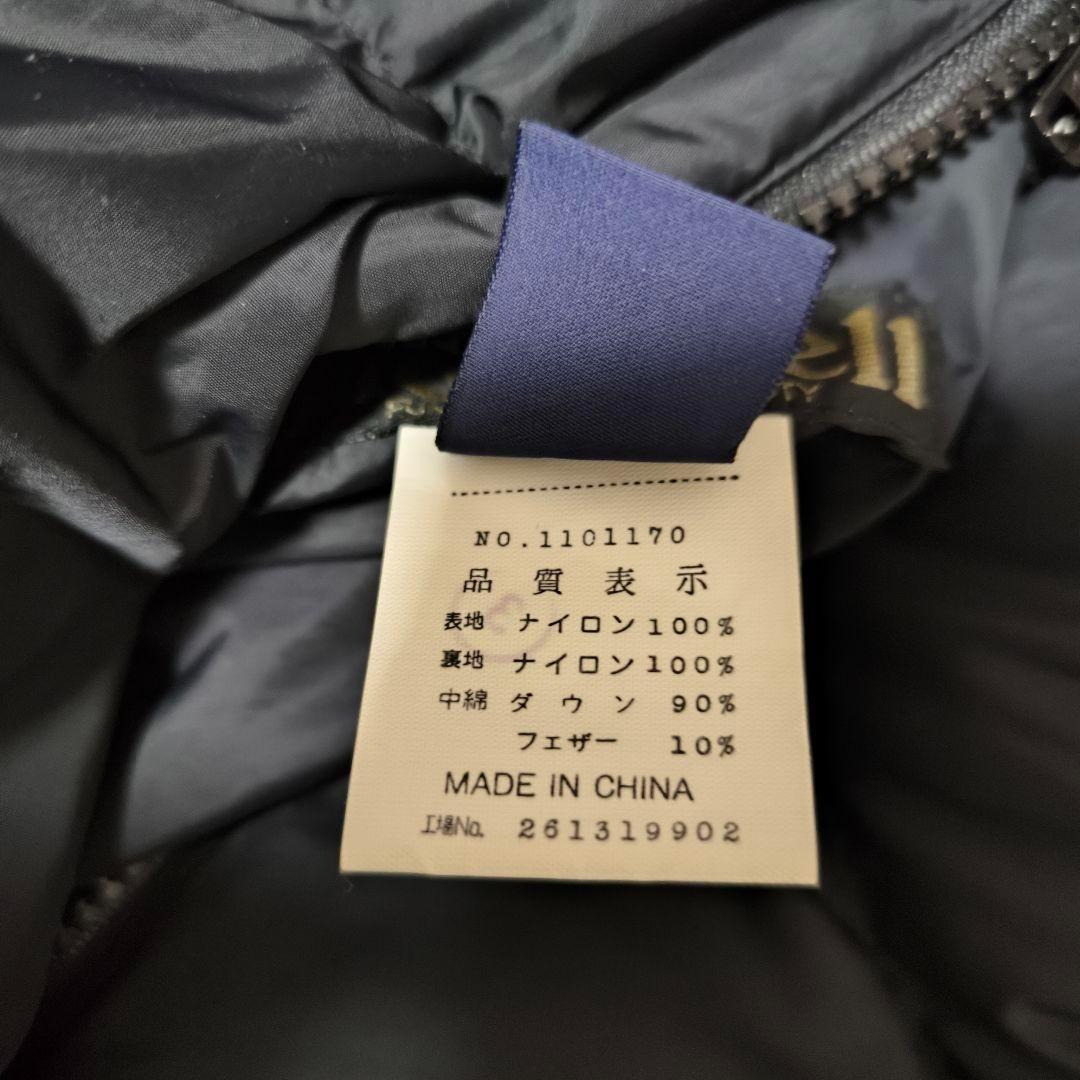 ell
NO.1101170
品質表示
表地 ナイロン100%
裏地 ナイロン100%
中綿 ダウン 90%
フェザー 10%
MADE IN CHINA
工場No. 261319902